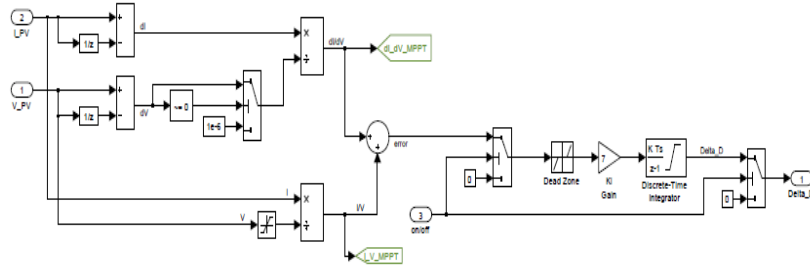 2
I_PV
1/z
dI
1
V_PV
1/z
dV
~= 0
1e-6
×
÷
dI/dV
dI_dV_MPPT
error
I
V
×
÷
I/V
I_V_MPPT
0
3
on/off
Dead Zone
7
Ki
Gain
K Ts
z-1
Discrete-Time
Integrator
Delta_D
0
1